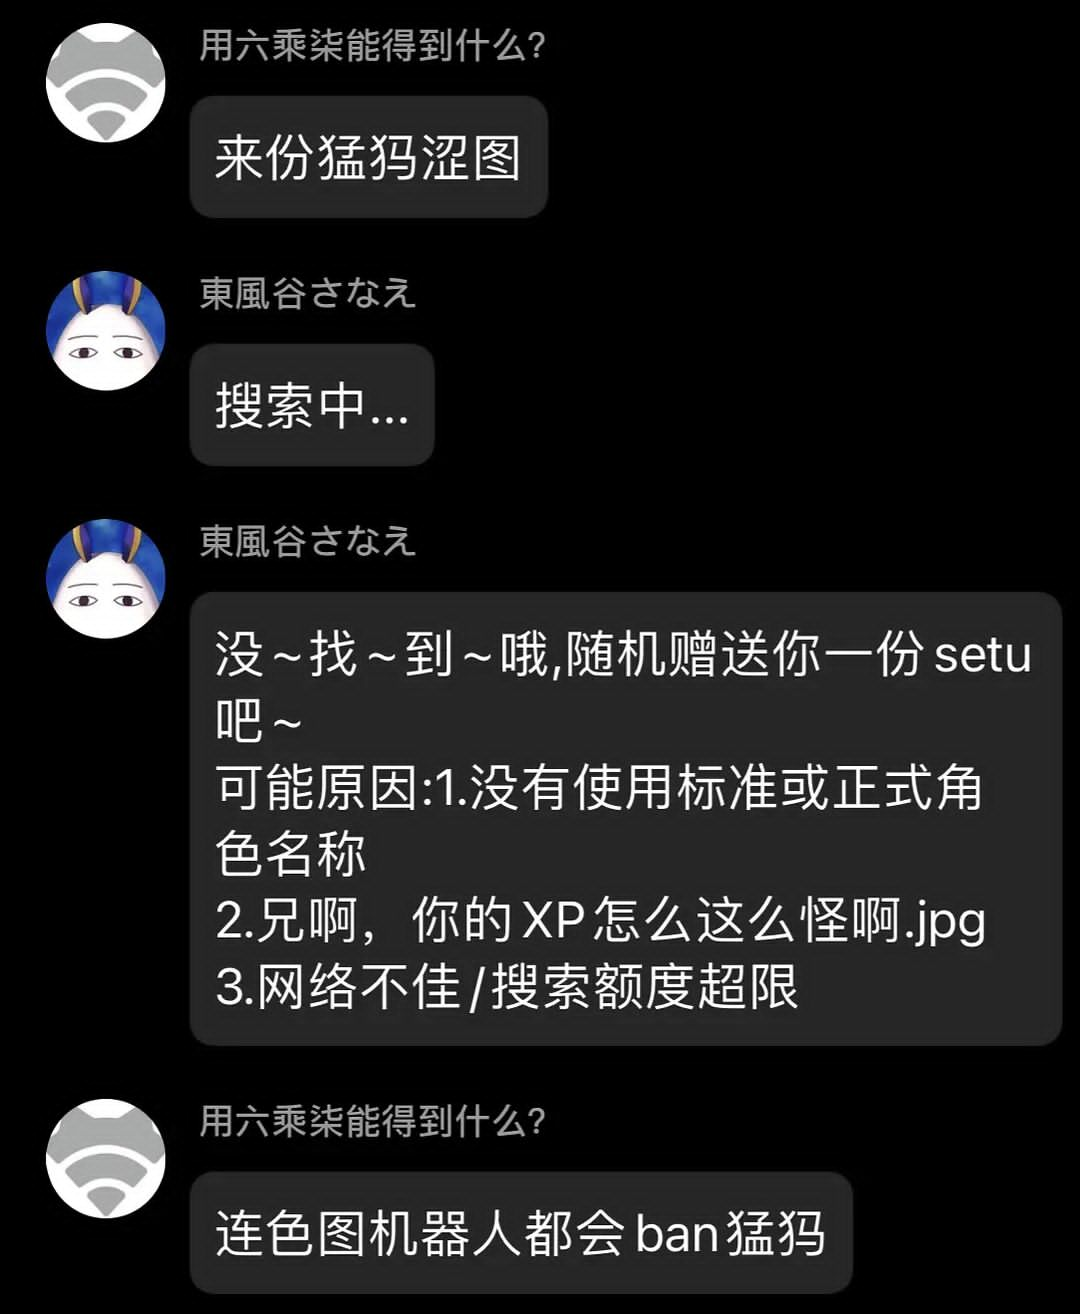 用六乘柒能得到什么?
来份猛犸涩图
東風谷さなえ
搜索中...
東風谷さなえ
没~找~到~哦,随机赠送你一份setu
吧~
可能原因:1.没有使用标准或正式角
色名称
2.兄啊，你的XP怎么这么怪啊.jpg
3.网络不佳/搜索额度超限
用六乘柒能得到什么?
连色图机器人都会ban猛犸